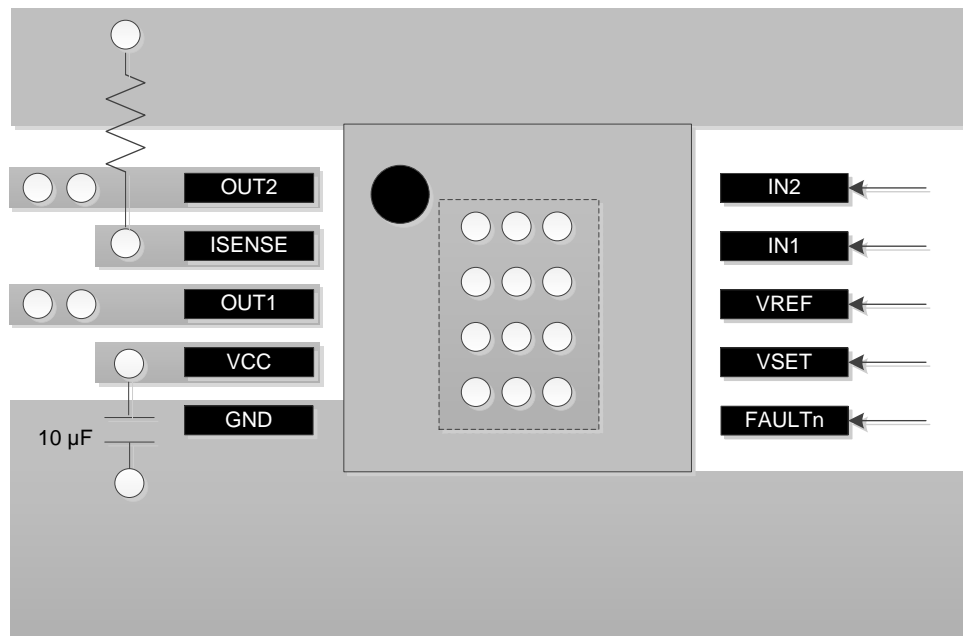 OUT2
ISENSE
OUT1
VCC
GND
10 µF
IN2
IN1
VREF
VSET
FAULTn